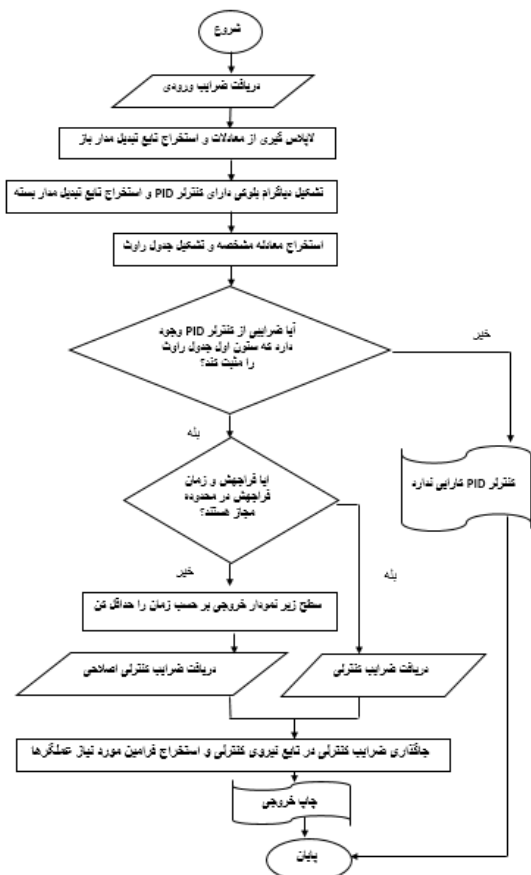 شروع
دریافت ضرایب ورودی
لاپلاس گیری از معادلات و استخراج تابع تبدیل مدار باز
تشکیل دیاگرام بلوکی دارای کنترلر PID و استخراج تابع تبدیل مدار بسته
استخراج معادله مشخصه و تشکیل جدول راوث
آیا ضرایبی از کنترلر PID وجود
دارد که ستون اول جدول راوث
را مثبت کند؟
خیر
بله
کنترلر PID کارایی ندارد
ایا فراجهش و زمان
فراجهش در محدوده
مجاز هستند؟
خیر
بله
سطح زیر نمودار خروجی بر حسب زمان را حداقل کن
دریافت ضرایب کنترلی اصلاحی
دریافت ضرایب کنترلی
جاگذاری ضرایب کنترلی در تابع نیروی کنترلی و استخراج فرامین مورد نیاز عملگرها
چاپ خروجی
پایان